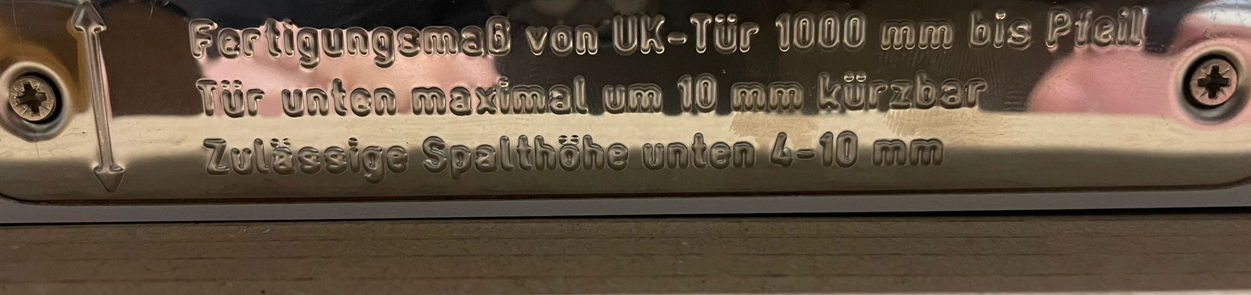 Fertigungsmaß von UK-Tür 1000 mm bis Pfeil
Tür unten maximal um 10 mm kürzbar
Zulässige Spalthöhe unten 4-10 mm